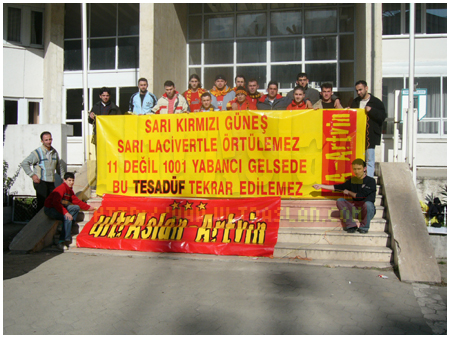 SARI KIRMIZI GÜNEŞ
SARI LACİVERTLE ÖRTÜLEMEZ
11 DEĞİL 1001 YABANCI GELSEDE
BU TESADÜF TEKRAR EDİLEMEZ
A-Artvin
ultrAslan Artvin